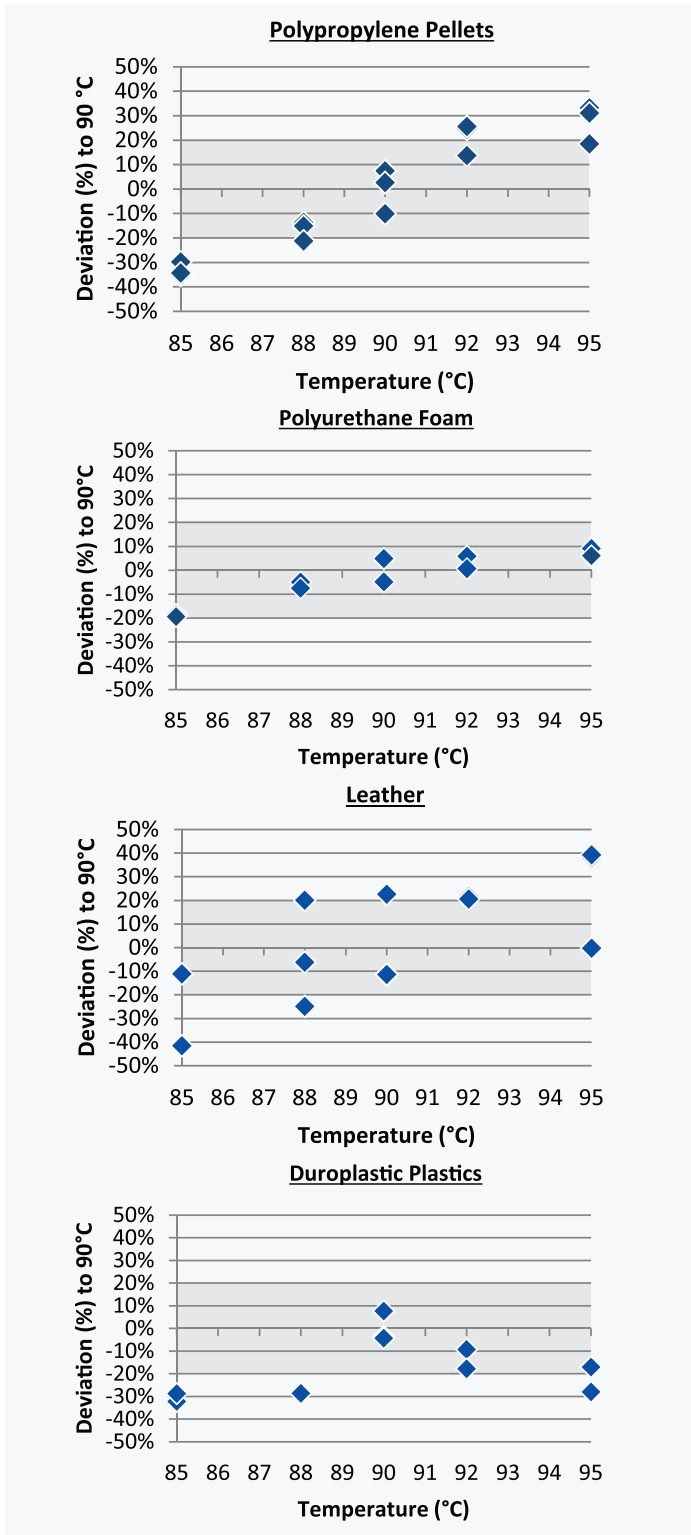 Polypropylene Pellets
Deviation (%) to 90 °C
50%
40%
30%
20%
10%
0%
-10%
-20%
-30%
-40%
-50%
85 86 87 88 89 90 91 92 93 94 95
Temperature (°C)
Polyurethane Foam
Deviation (%) to 90°C
50%
40%
30%
20%
10%
0%
-10%
-20%
-30%
-40%
-50%
85 86 87 88 89 90 91 92 93 94 95
Temperature (°C)
Leather
Deviation (%) to 90°C
50%
40%
30%
20%
10%
0%
-10%
-20%
-30%
-40%
-50%
85 86 87 88 89 90 91 92 93 94 95
Temperature (°C)
Duroplastic Plastics
Deviation (%) to 90°C
50%
40%
30%
20%
10%
0%
-10%
-20%
-30%
-40%
-50%
85 86 87 88 89 90 91 92 93 94 95
Temperature (°C)